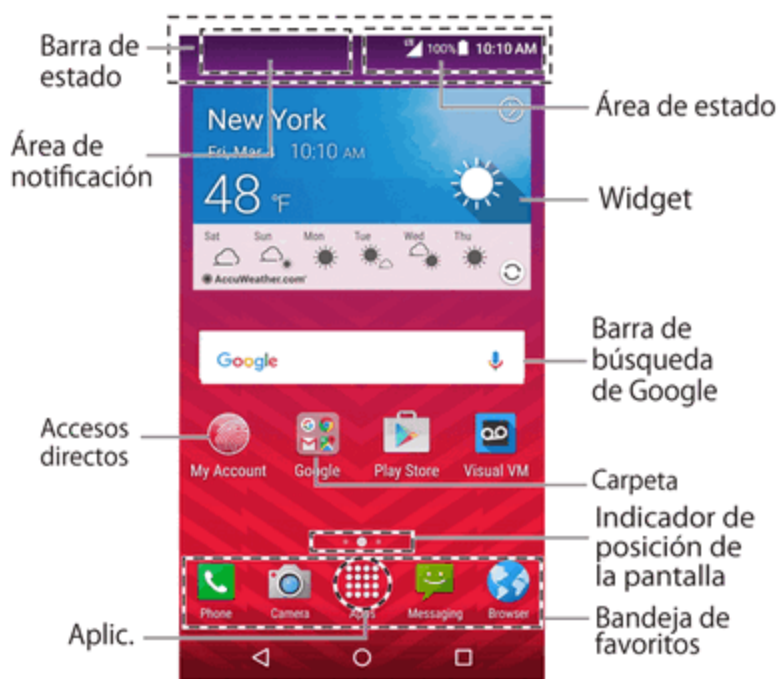 Barra de
estado
100% 10:10 AM
Área de estado
Área de
notificación
New York
Fri, Mar 4 10:10 AM
48 °F
Widget
Sat Sun Mon Tue Wed Thu
AccuWeather.com
Barra de
búsqueda
de Google
Google
Accesos
directos
My Account Google Play Store Visual VM
Carpeta
Indicador de
posición de
la pantalla
Phone Camera Apps Messaging Browser
Bandeja de
favoritos
Aplic.